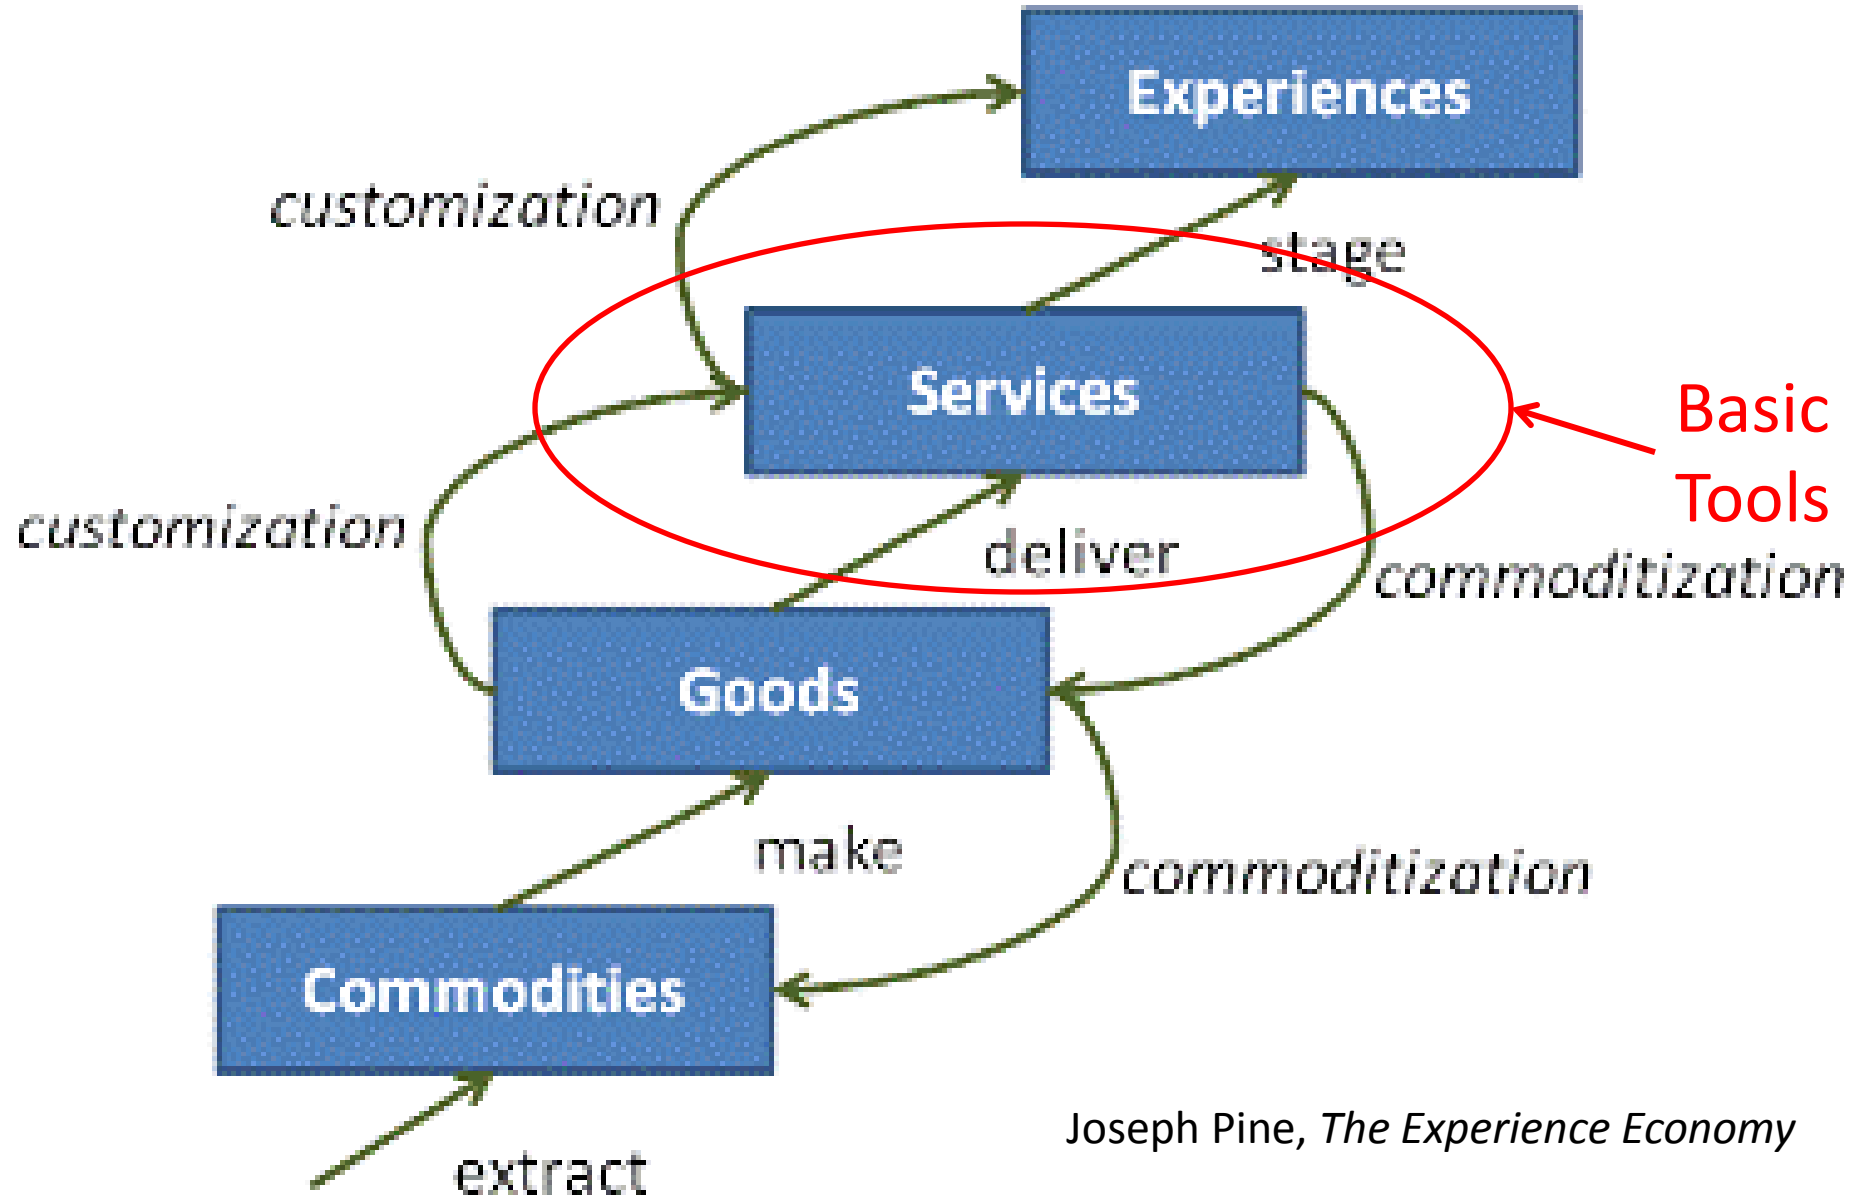 Experiences
customization
stage
Services
Basic
Tools
customization
deliver
commoditization
Goods
make
commoditization
Commodities
extract
Joseph Pine, The Experience Economy